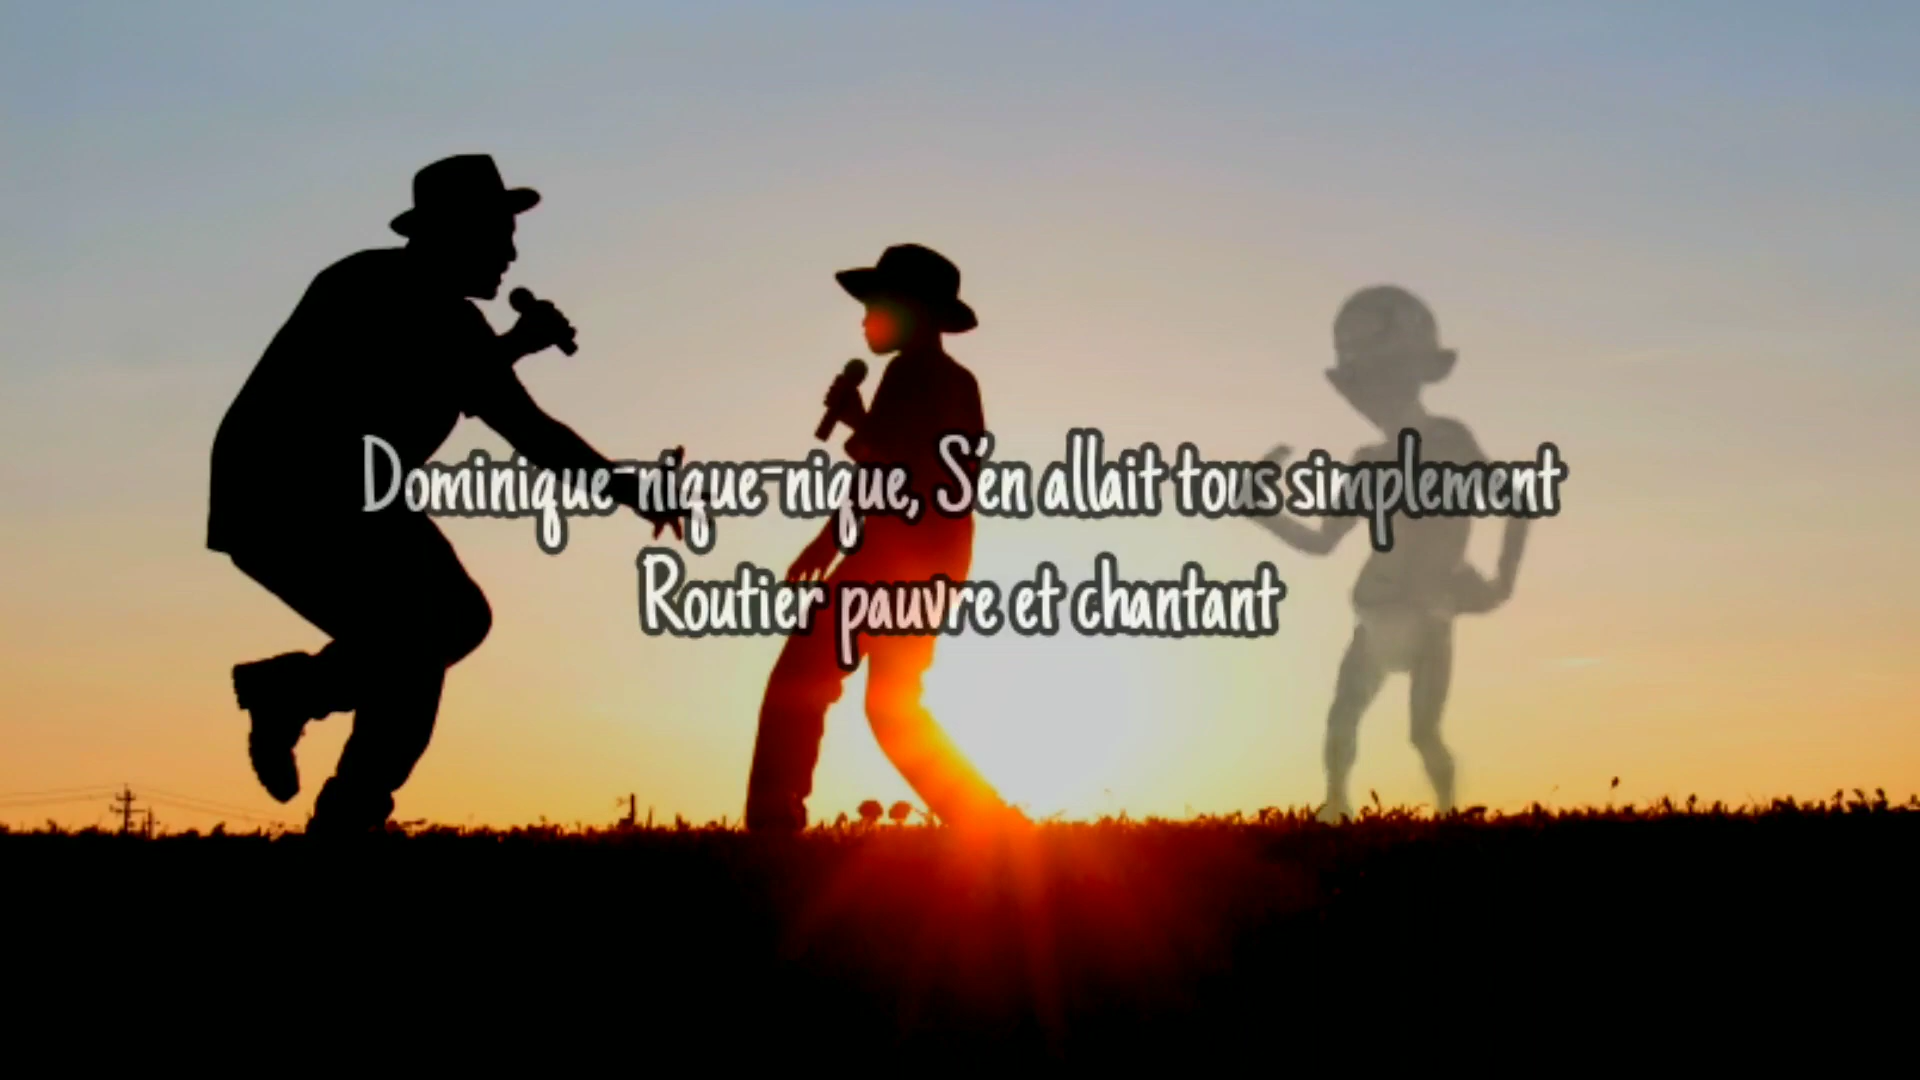 Dominique-nique-nique, S'en allait tous simplement
Routier pauvre et chantant